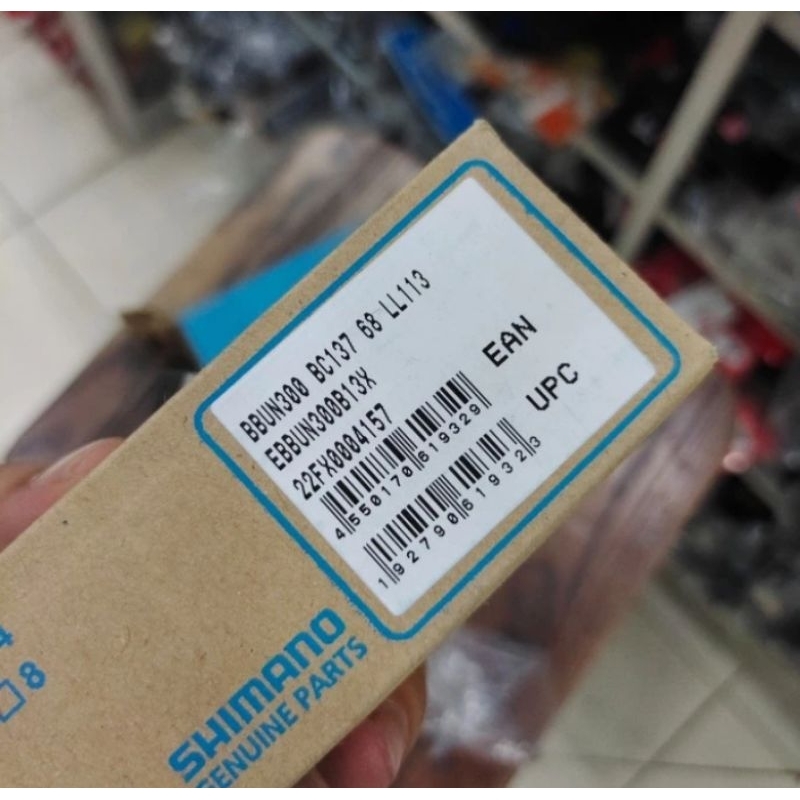 BBUN300 BC137 68 LL113
EBBUN300B13X
22FX0004157
EAN
4 550170 619329
UPC
1 92790 61932 3
SHIMANO
GENUINE PARTS
4
8